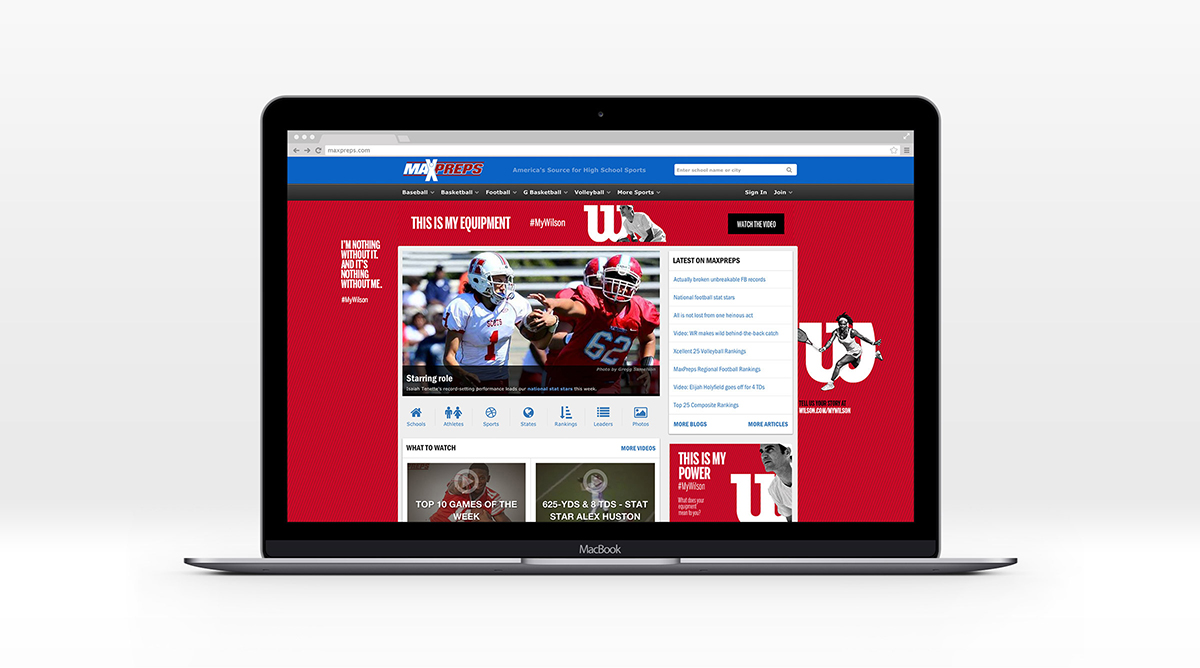 maxpreps.com
MAXPREPS
America's Source for High School Sports
Enter school name or city
Baseball Basketball Football G Basketball Volleyball More Sports Sign In Join
THIS IS MY EQUIPMENT #MyWilson W WATCH THE VIDEO
I'M NOTHING
WITHOUT IT.
AND IT'S
NOTHING
WITHOUT ME.
#MyWilson
SCOTS
1
62
Photo by Gregg
Starring role
Isaiah record-setting performance leads our national stat stars this week.
Schools Athletes Sports States Rankings Leaders Photos
LATEST ON MAXPREPS
Actually broken unbreakable FB records
National football stat stars
All is not lost from one heinous act
Video: WR makes wild behind-the-back catch
Xcellent 25 Volleyball Rankings
MaxPreps Regional Football Rankings
Video: Elijah Holyfield goes off for 4 TDs
Top 25 Composite Rankings
MORE BLOGS MORE ARTICLES
W
TELL US YOUR STORY AT
WILSON.COM/MYWILSON
WHAT TO WATCH MORE VIDEOS
TOP 10 GAMES OF THE
WEEK
625-YDS & 8 TDS - STAT
STAR ALEX HUSTON
THIS IS MY
POWER
#MyWilson
What does your
equipment
mean to you?
W
MacBook